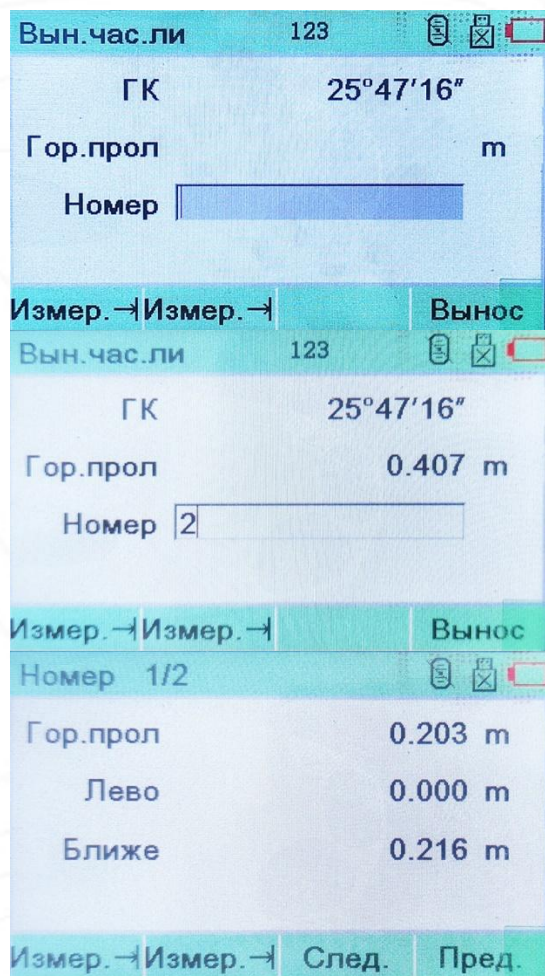 Вын.час.ли 123
ГК 25°47′16″
Гор.прол m
Номер
Измер.→| Измер.→| Вынос
Вын.час.ли 123
ГК 25°47′16″
Гор.прол 0.407 m
Номер 2
Измер.→| Измер.→| Вынос
Номер 1/2
Гор.прол 0.203 m
Лево 0.000 m
Ближе 0.216 m
Измер.→| Измер.→| След. Пред.